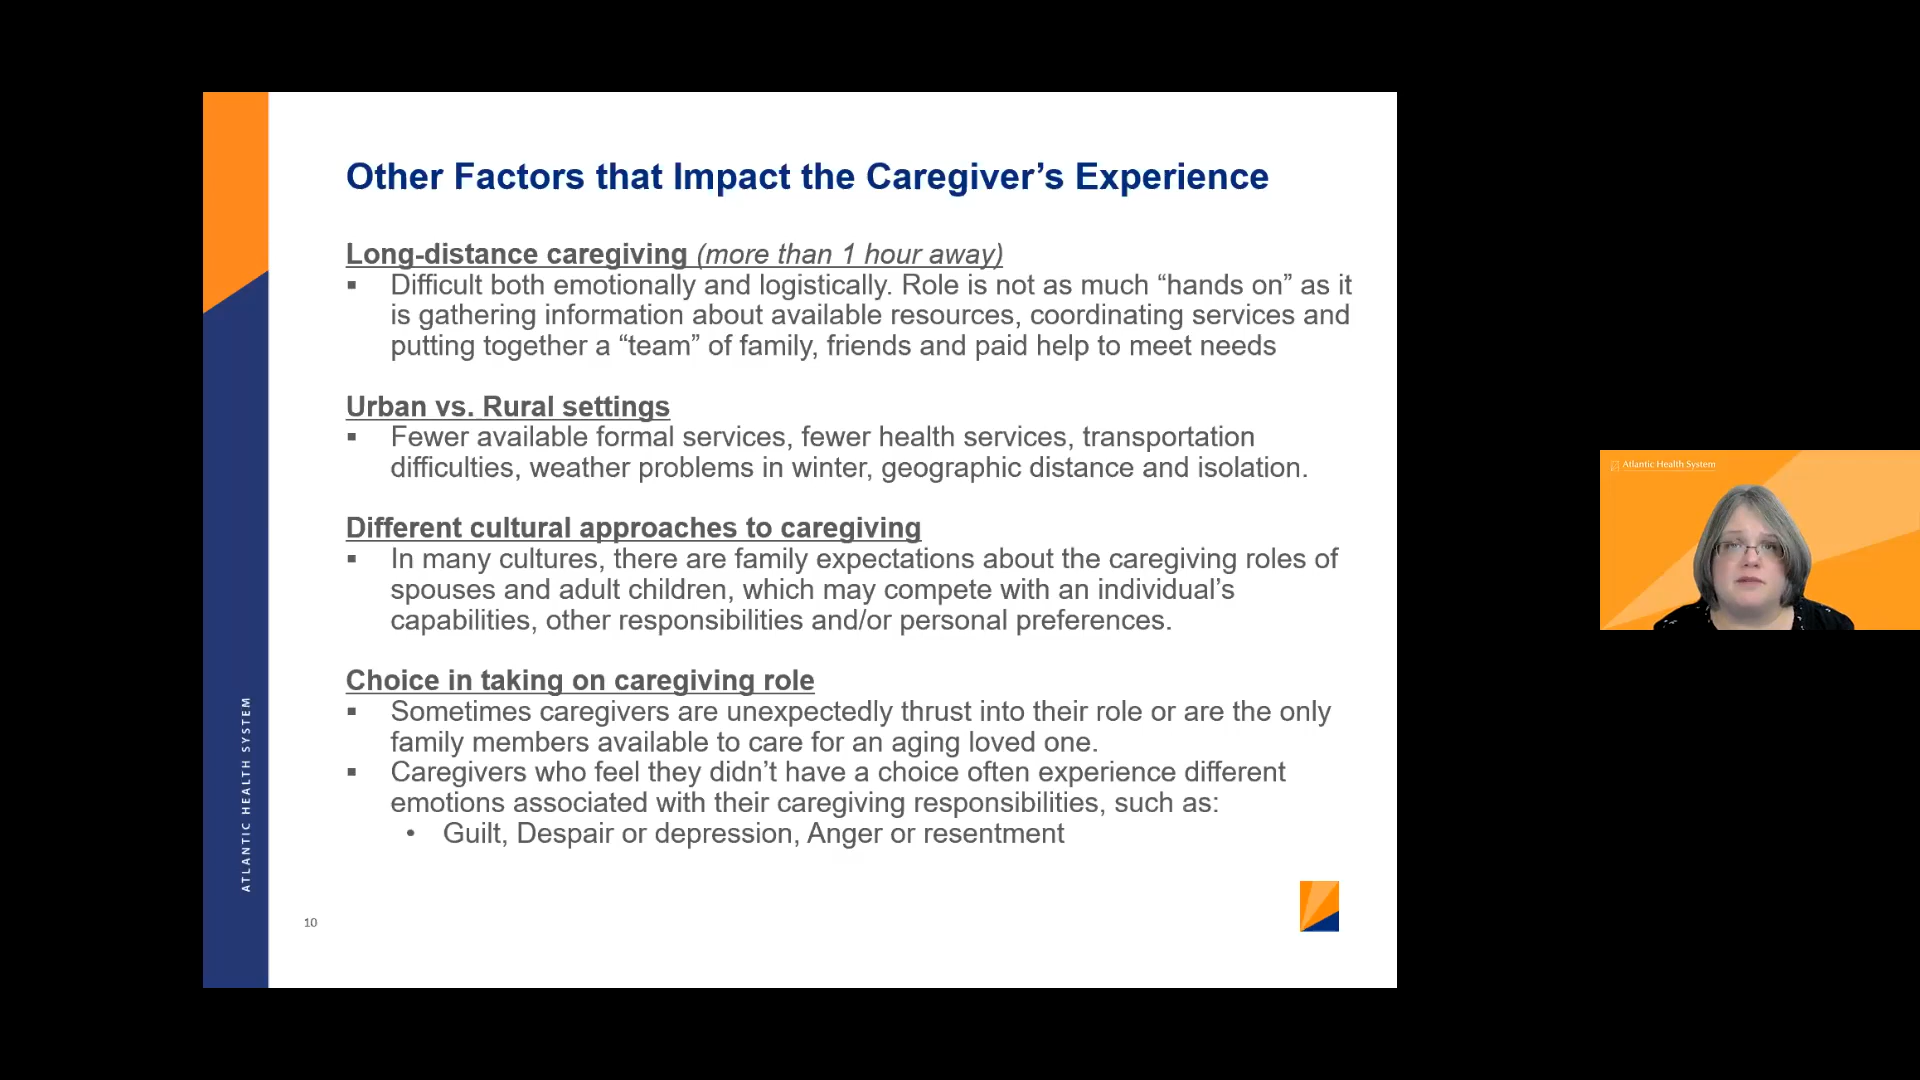 Other Factors that Impact the Caregiver’s Experience
Long-distance caregiving (more than 1 hour away)
▪ Difficult both emotionally and logistically. Role is not as much “hands on” as it
is gathering information about available resources, coordinating services and
putting together a “team” of family, friends and paid help to meet needs
Urban vs. Rural settings
▪ Fewer available formal services, fewer health services, transportation
difficulties, weather problems in winter, geographic distance and isolation.
Different cultural approaches to caregiving
▪ In many cultures, there are family expectations about the caregiving roles of
spouses and adult children, which may compete with an individual’s
capabilities, other responsibilities and/or personal preferences.
Choice in taking on caregiving role
▪ Sometimes caregivers are unexpectedly thrust into their role or are the only
family members available to care for an aging loved one.
▪ Caregivers who feel they didn’t have a choice often experience different
emotions associated with their caregiving responsibilities, such as:
• Guilt, Despair or depression, Anger or resentment
ATLANTIC HEALTH SYSTEM
10
Atlantic Health System